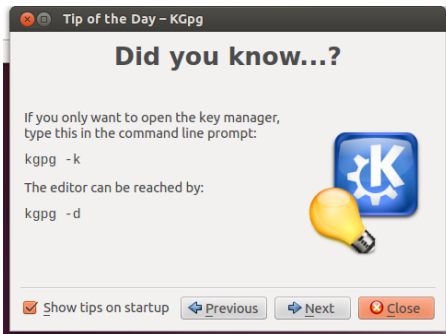 Tip of the Day – KGpg
Did you know...?
If you only want to open the key manager,
type this in the command line prompt:
kgpg -k
The editor can be reached by:
kgpg -d
Show tips on startup
Previous
Next
Close